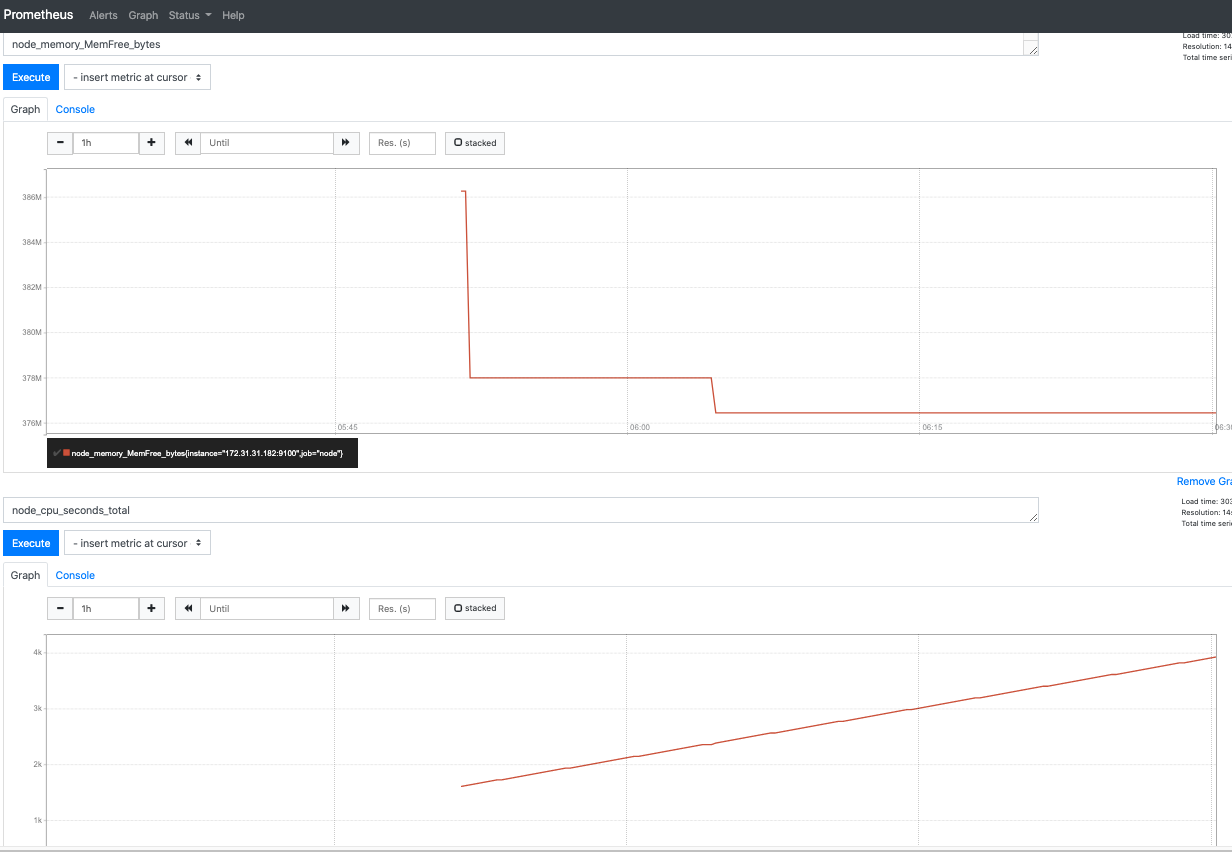 Prometheus Alerts Graph Status Help
node_memory_MemFree_bytes
Load time: 30
Resolution: 14
Total time seri
Execute - insert metric at cursor
Graph Console
− 1h + Until Res. (s) stacked
386M
384M
382M
380M
378M
376M
05:45 06:00 06:15 06:30
node_memory_MemFree_bytes{instance="172.31.31.182:9100",job="node"}
Remove Gra
node_cpu_seconds_total
Load time: 303
Resolution: 14s
Total time serie
Execute - insert metric at cursor
Graph Console
− 1h + Until Res. (s) stacked
4k
3k
2k
1k